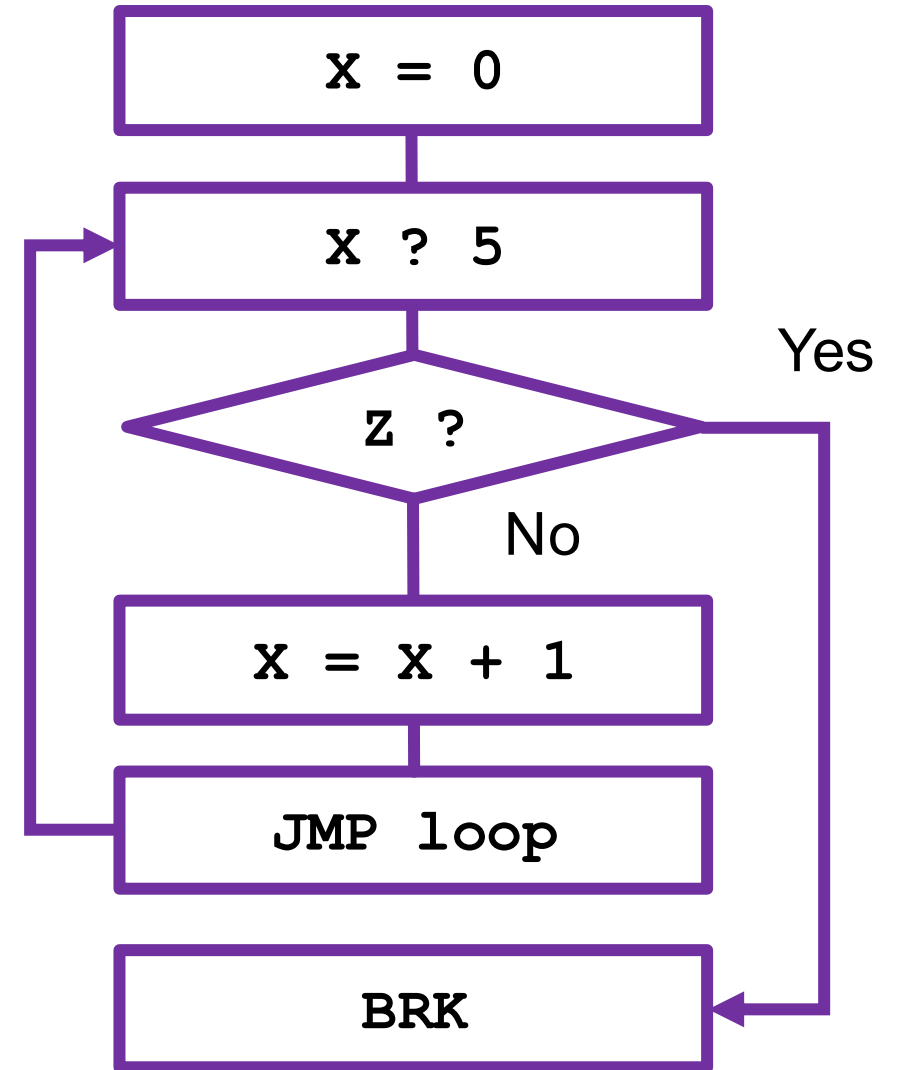 X = 0
X ? 5
Yes
Z ?
No
X = X + 1
JMP loop
BRK